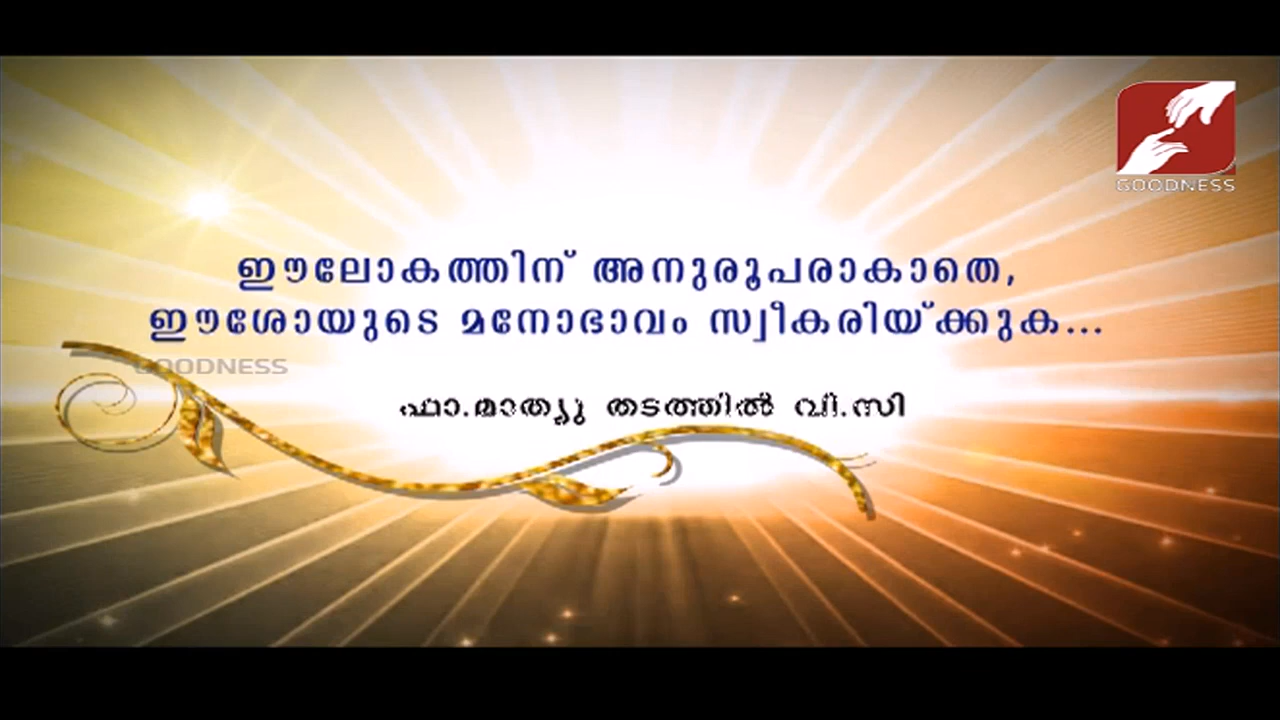 GOODNESS
ഈലോകത്തിന് അനുരൂപരാകാതെ,
ഈശോയുടെ മനോഭാവം സ്വീകരിയ്ക്കുക...
GOODNESS
ഫാ.മാത്യു തടത്തിൽ വി.സി